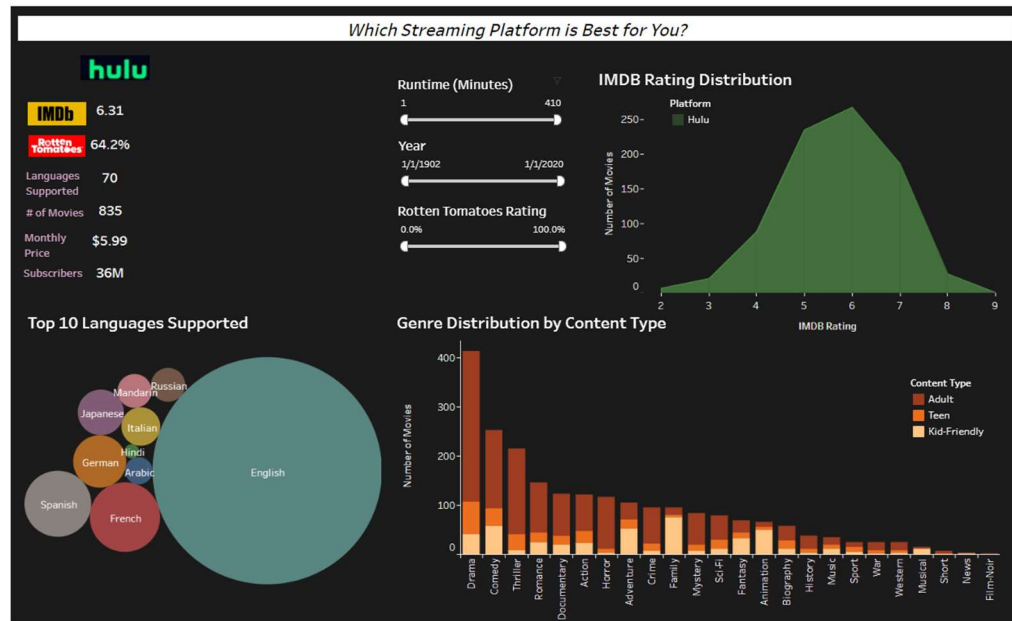 Which Streaming Platform is Best for You?
hulu
IMDb 6.31
Rotten Tomatoes 64.2%
Languages Supported 70
# of Movies 835
Monthly Price $5.99
Subscribers 36M
Runtime (Minutes)
1 410
Year
1/1/1902 1/1/2020
Rotten Tomatoes Rating
0.0% 100.0%
IMDB Rating Distribution
Platform
Hulu
Number of Movies
250
200
150
100
50
0
2 3 4 5 6 7 8 9
IMDB Rating
Top 10 Languages Supported
Russian
Mandarin
Japanese
Italian
Hindi
German
Arabic
English
Spanish
French
Genre Distribution by Content Type
Content Type
Adult
Teen
Kid-Friendly
Number of Movies
400
300
200
100
0
Drama
Comedy
Thriller
Romance
Documentary
Action
Horror
Adventure
Crime
Family
Mystery
Sci-Fi
Fantasy
Animation
Biography
History
Music
Sport
War
Western
Musical
Short
News
Film-Noir